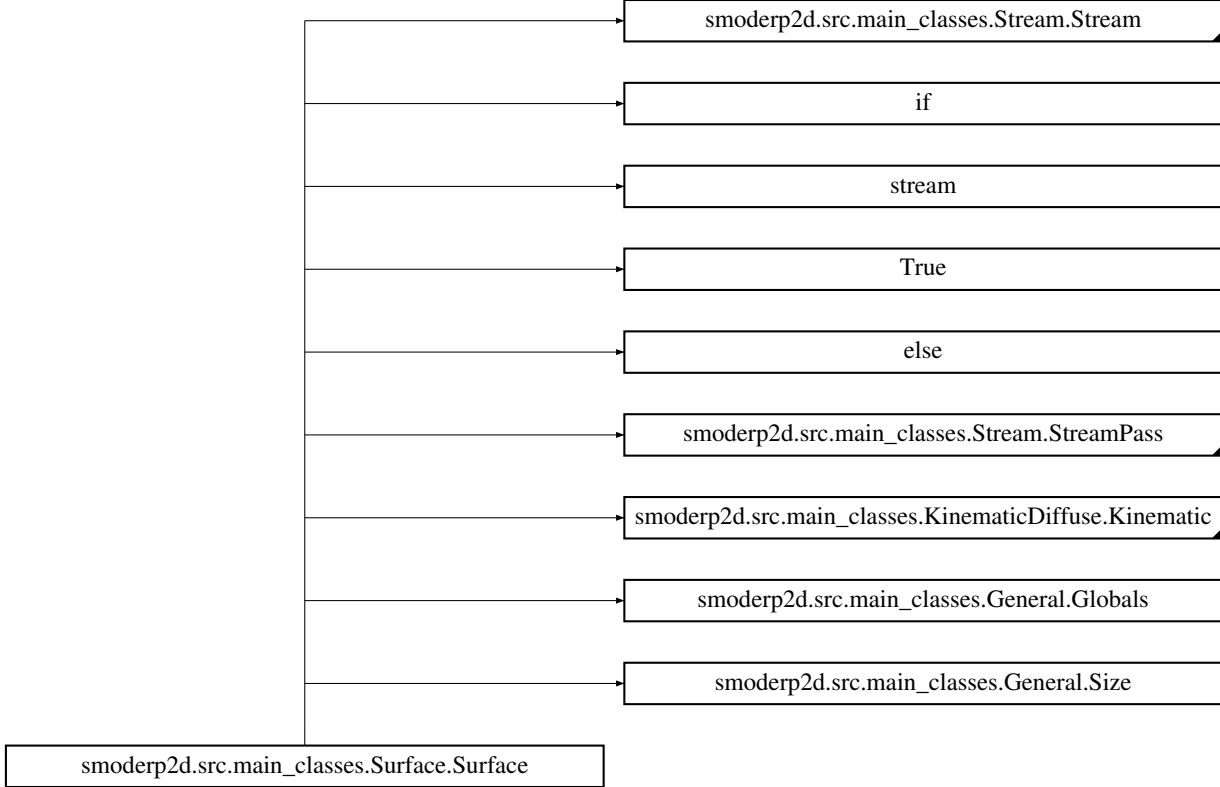 smoderp2d.src.main_classes.Stream.Stream
if
stream
True
else
smoderp2d.src.main_classes.Stream.StreamPass
smoderp2d.src.main_classes.KinematicDiffuse.Kinematic
smoderp2d.src.main_classes.General.Globals
smoderp2d.src.main_classes.General.Size
smoderp2d.src.main_classes.Surface.Surface